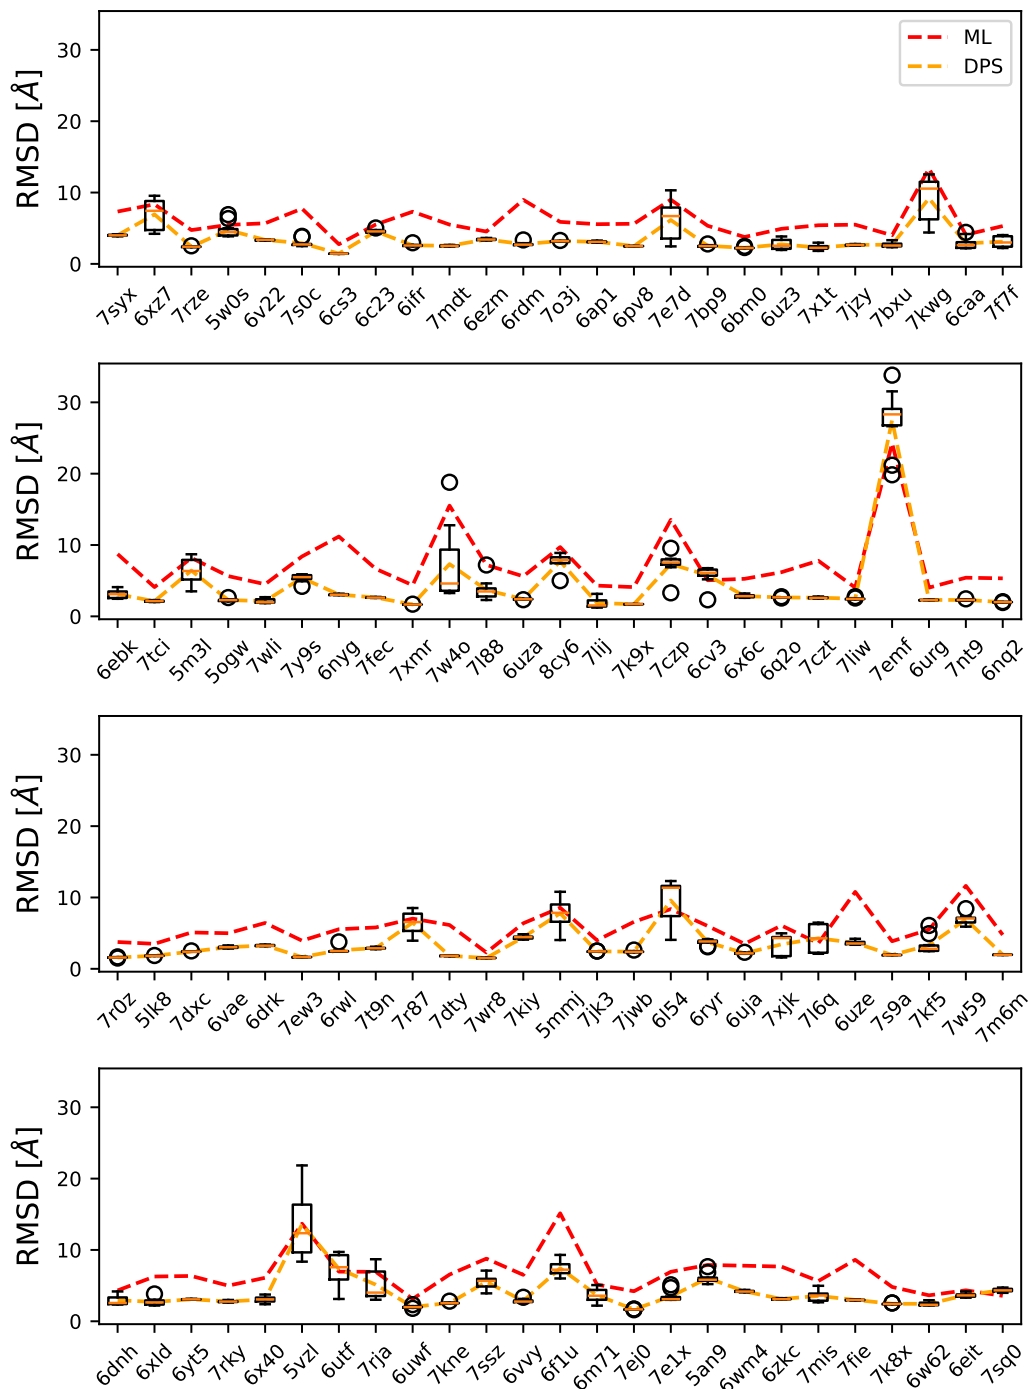 ML
DPS
RMSD [Å]
30
20
10
0
7syx 6xz7 7rze 5w0s 6v22 7s0c 6cs3 6c23 6ifr 7mdt 6ezm 6rdm 7o3j 6ap1 6pv8 7e7d 7bp9 6bm0 6uz3 7x1t 7jzy 7bxu 7kwg 6caa 7f7f
RMSD [Å]
30
20
10
0
6ebk 7tci 5m3l 5ogw 7wli 7y9s 6nyg 7fec 7xmr 7w4o 7l88 6uza 8cy6 7lij 7k9x 7czp 6cv3 6x6c 6q2o 7czt 7liw 7emf 6urg 7nt9 6nq2
RMSD [Å]
30
20
10
0
7r0z 5lk8 7dxc 6vae 6drk 7ew3 6rwl 7t9n 7r87 7dty 7wr8 7kiy 5mmj 7jk3 7jwb 6l54 6ryr 6uja 7xjk 7l6q 6uze 7s9a 7kf5 7w59 7m6m
RMSD [Å]
30
20
10
0
6dnh 6xld 6yt5 7rky 6x40 5vzl 6utf 7rja 6uwf 7kne 7ssz 6vvy 6f1u 6m71 7ej0 7e1x 5an9 6wm4 6zkc 7mis 7fie 7k8x 6w62 6eit 7sq0